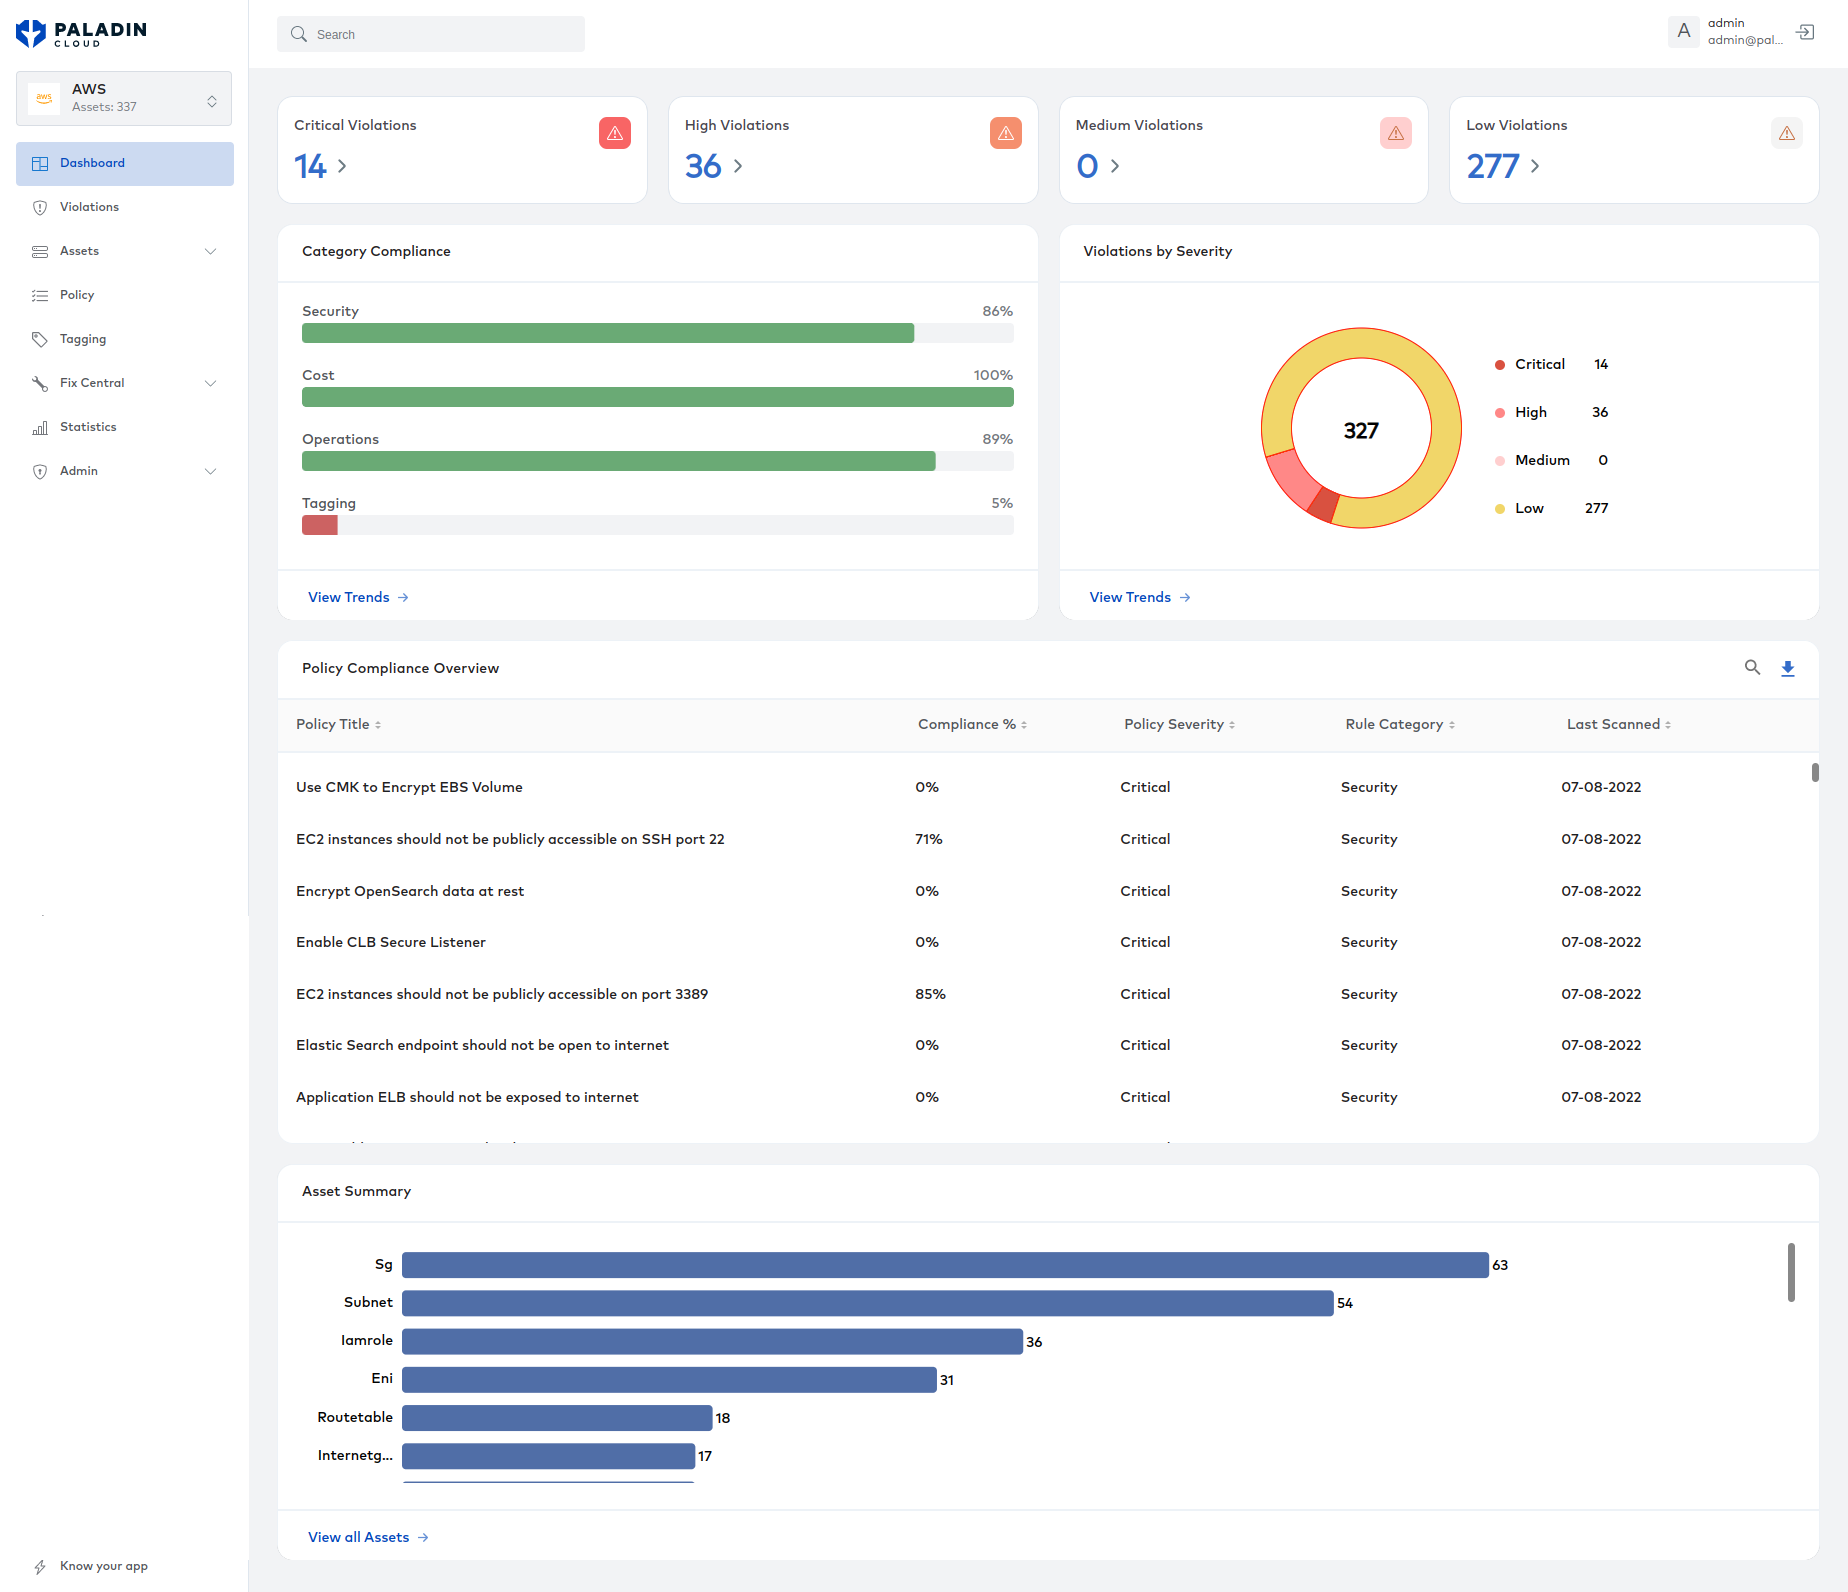 PALADIN
CLOUD
aws
AWS
Assets: 337
Dashboard
Violations
Assets
Policy
Tagging
Fix Central
Statistics
Admin
Know your app
Search
A
admin
admin@pal...
Critical Violations
14
High Violations
36
Medium Violations
0
Low Violations
277
Category Compliance
Security 86%
Cost 100%
Operations 89%
Tagging 5%
View Trends
Violations by Severity
327
Critical 14
High 36
Medium 0
Low 277
View Trends
Policy Compliance Overview
Policy Title Compliance % Policy Severity Rule Category Last Scanned
Use CMK to Encrypt EBS Volume 0% Critical Security 07-08-2022
EC2 instances should not be publicly accessible on SSH port 22 71% Critical Security 07-08-2022
Encrypt OpenSearch data at rest 0% Critical Security 07-08-2022
Enable CLB Secure Listener 0% Critical Security 07-08-2022
EC2 instances should not be publicly accessible on port 3389 85% Critical Security 07-08-2022
Elastic Search endpoint should not be open to internet 0% Critical Security 07-08-2022
Application ELB should not be exposed to internet 0% Critical Security 07-08-2022
Asset Summary
Sg 63
Subnet 54
Iamrole 36
Eni 31
Routetable 18
Internetg... 17
View all Assets